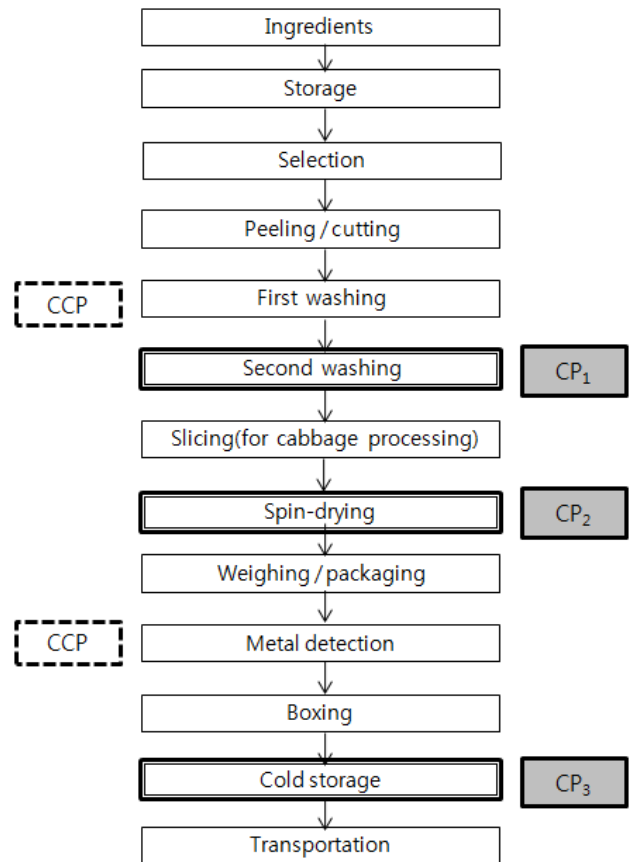 Ingredients
Storage
Selection
Peeling / cutting
CCP
First washing
Second washing
CP₁
Slicing(for cabbage processing)
Spin-drying
CP₂
Weighing / packaging
CCP
Metal detection
Boxing
Cold storage
CP₃
Transportation